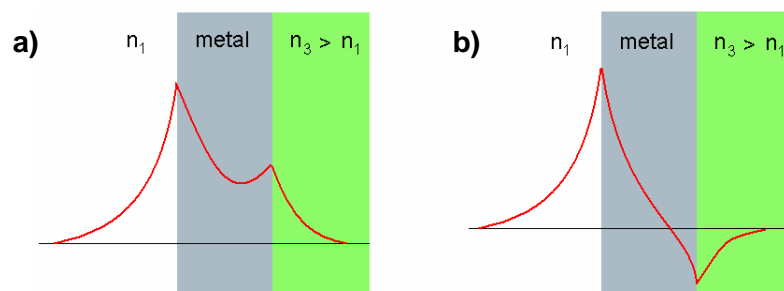 a) n₁ metal n₃ > n₁
b) n₁ metal n₃ > n₁